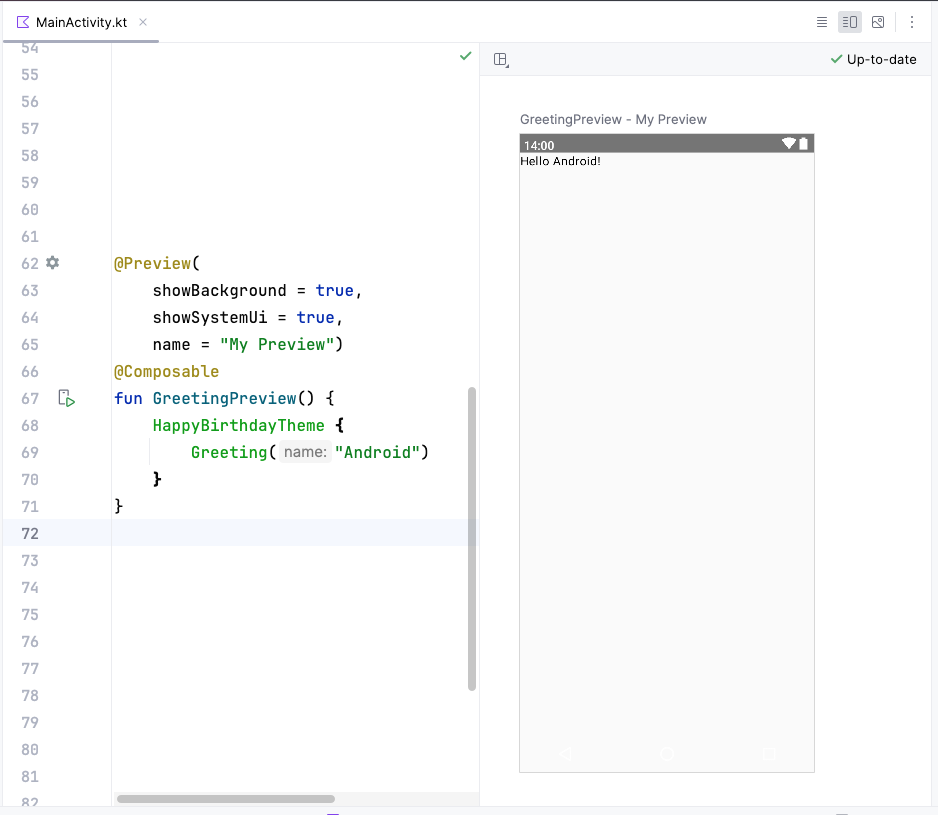 MainActivity.kt
54
55
56
57
58
59
60
61
62 @Preview(
63 showBackground = true,
64 showSystemUi = true,
65 name = "My Preview")
66 @Composable
67 fun GreetingPreview() {
68 HappyBirthdayTheme {
69 Greeting( name: "Android")
70 }
71 }
72
73
74
75
76
77
78
79
80
81
82
Up-to-date
GreetingPreview - My Preview
14:00
Hello Android!